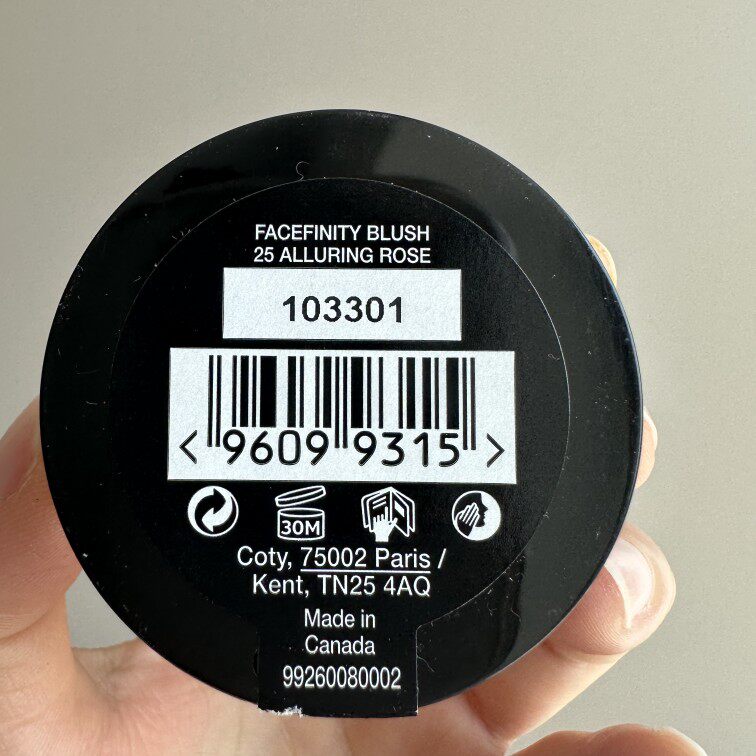 FACEFINITY BLUSH
25 ALLURING ROSE
103301
< 9609 9315 >
30M
Coty, 75002 Paris /
Kent, TN25 4AQ
Made in
Canada
99260080002